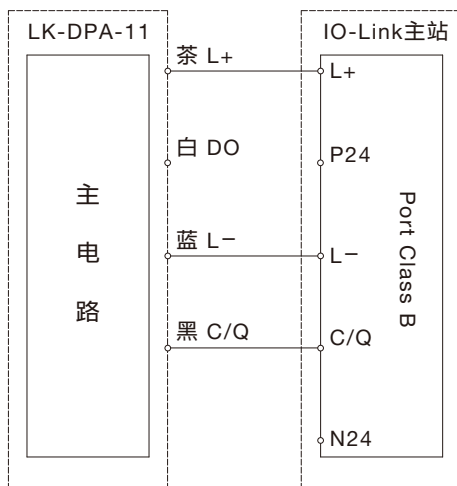 LK-DPA-11
IO-Link主站
茶 L+
L+
白 DO
P24
主电路
Port Class B
蓝 L−
L−
黑 C/Q
C/Q
N24